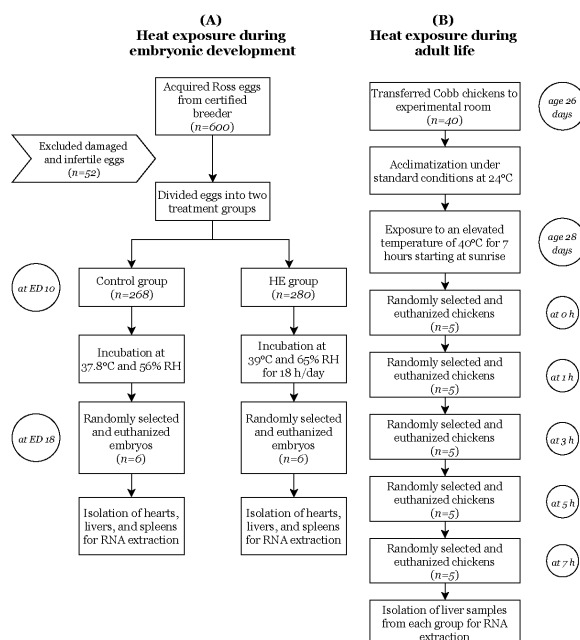 (A)
Heat exposure during
embryonic development
Acquired Ross eggs
from certified
breeder
(n=600)
Excluded damaged
and infertile eggs
(n=52)
Divided eggs into two
treatment groups
at ED 10
Control group
(n=268)
HE group
(n=280)
Incubation at
37.8°C and 56% RH
Incubation at
39°C and 65% RH
for 18 h/day
at ED 18
Randomly selected
and euthanized
embryos
(n=6)
Randomly selected
and euthanized
embryos
(n=6)
Isolation of hearts,
livers, and spleens
for RNA extraction
Isolation of hearts,
livers, and spleens
for RNA extraction
(B)
Heat exposure during
adult life
Transferred Cobb chickens to
experimental room
(n=40)
age 26
days
Acclimatization under
standard conditions at 24°C
Exposure to an elevated
temperature of 40°C for 7
hours starting at sunrise
age 28
days
Randomly selected and
euthanized chickens
(n=5)
at 0 h
Randomly selected and
euthanized chickens
(n=5)
at 1 h
Randomly selected and
euthanized chickens
(n=5)
at 3 h
Randomly selected and
euthanized chickens
(n=5)
at 5 h
Randomly selected and
euthanized chickens
(n=5)
at 7 h
Isolation of liver samples
from each group for RNA
extraction